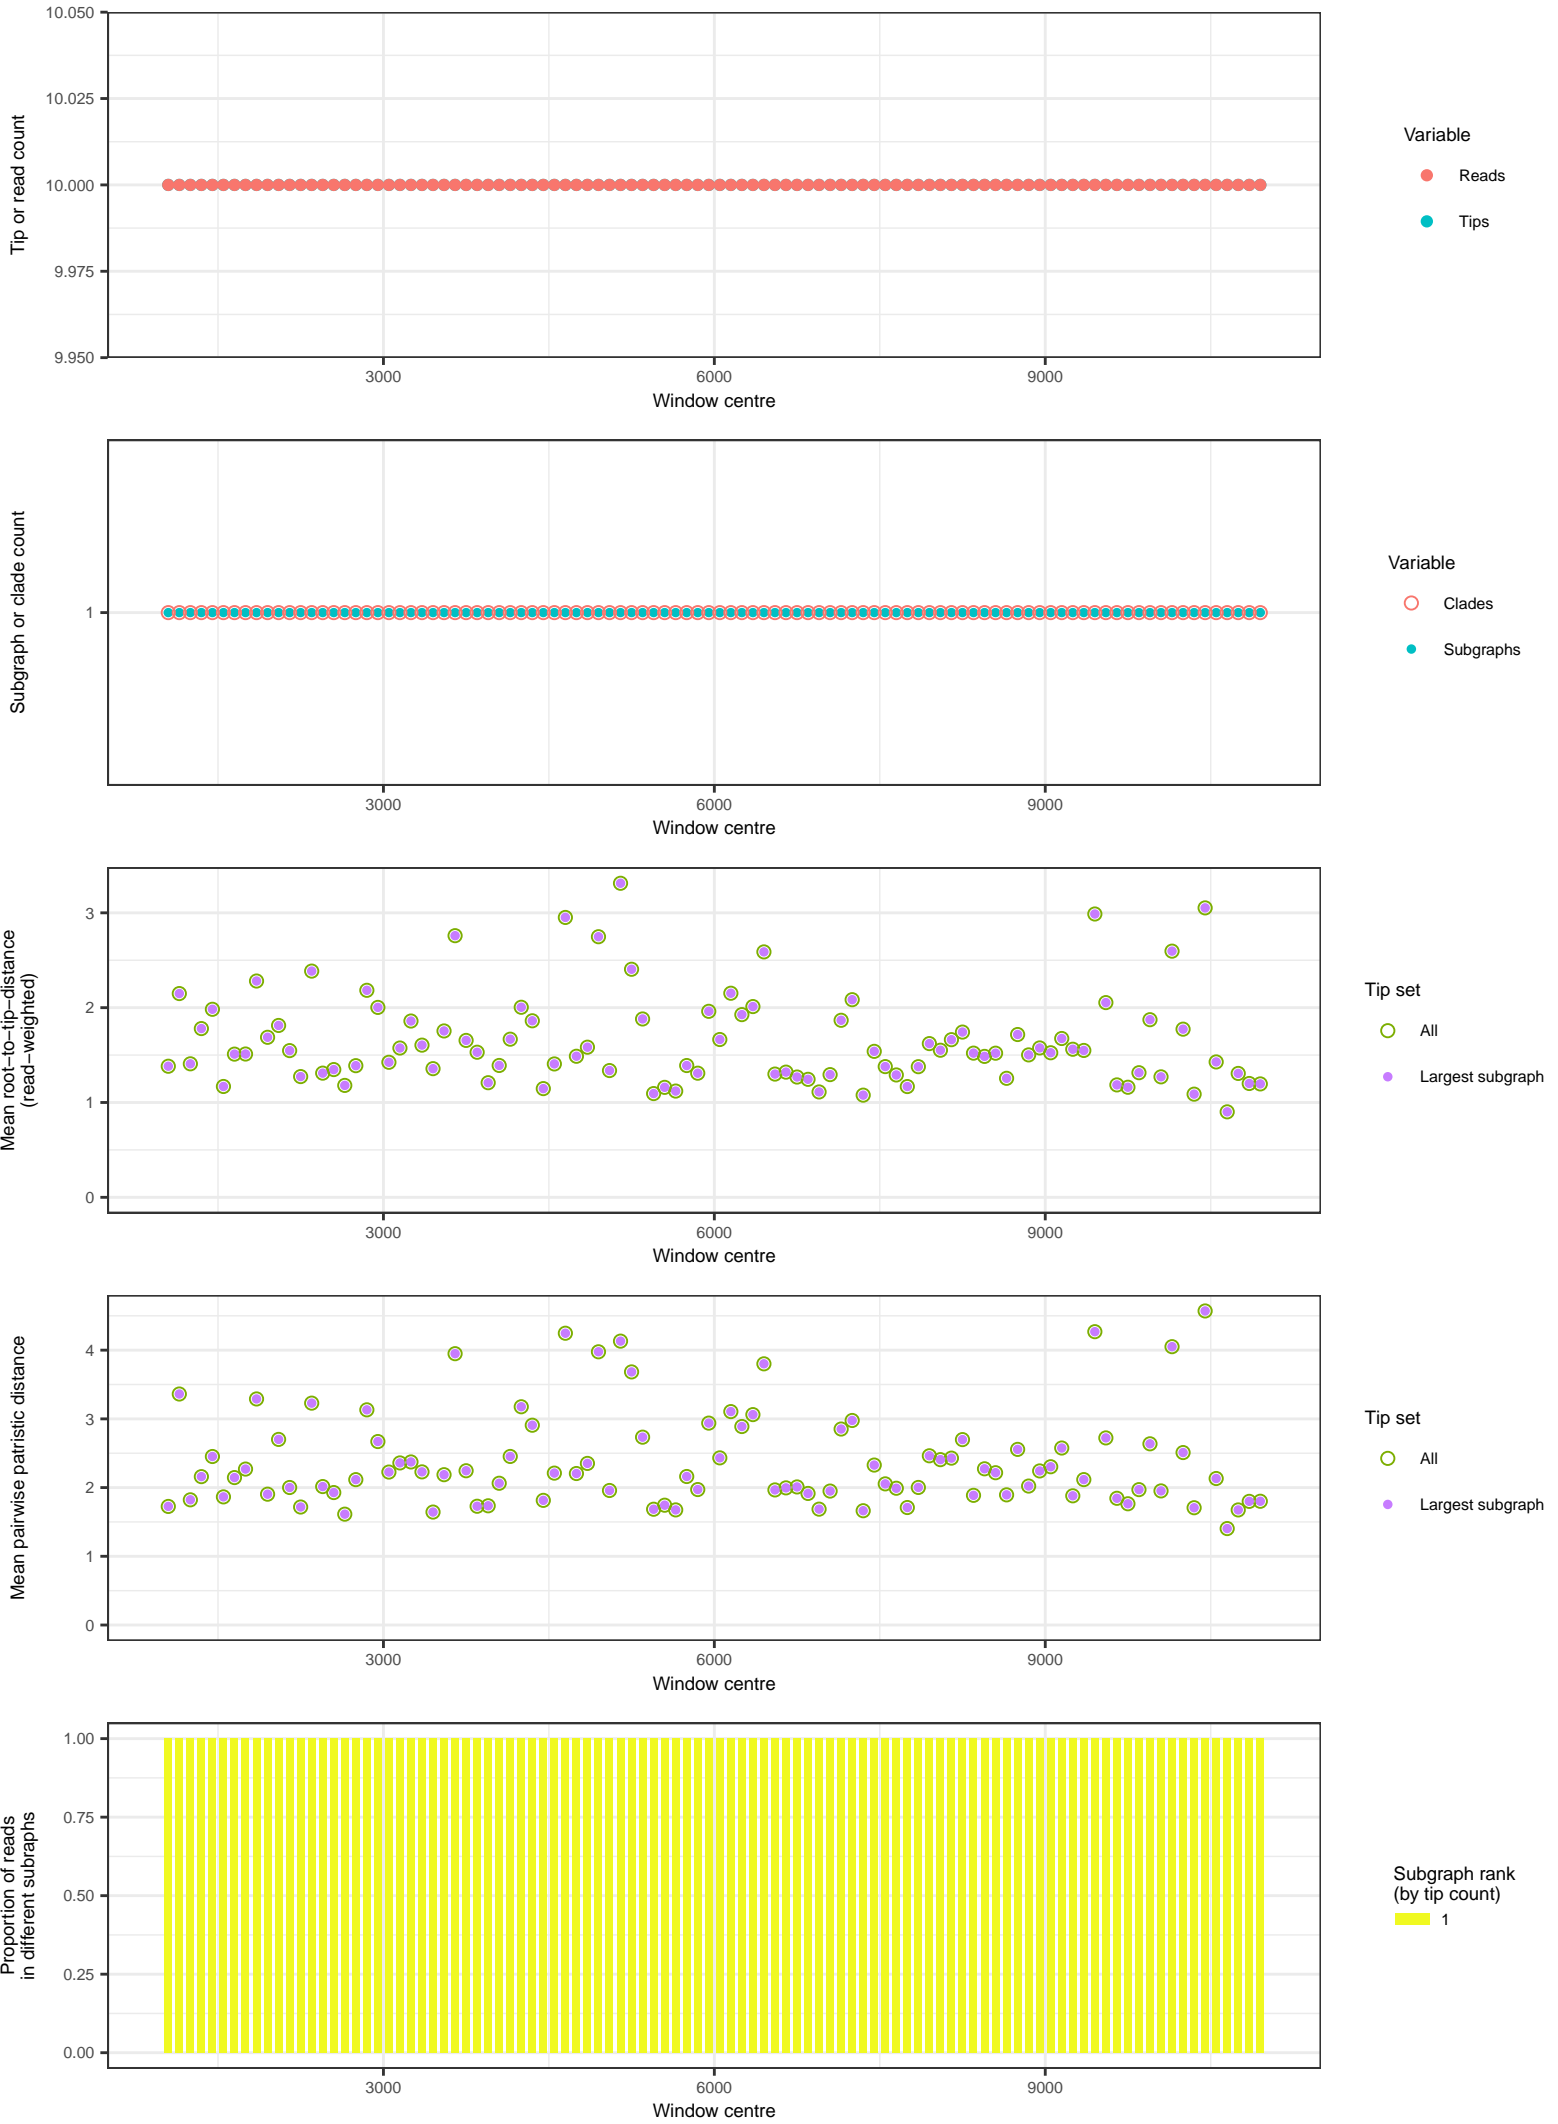 10.050
10.025
10.000
9.975
9.950
Tip or read count
3000
6000
9000
Window centre
Variable
Reads
Tips
1
Subgraph or clade count
3000
6000
9000
Window centre
Variable
Clades
Subgraphs
3
2
1
0
Mean root−to−tip−distance
(read−weighted)
3000
6000
9000
Window centre
Tip set
All
Largest subgraph
4
3
2
1
0
Mean pairwise patristic distance
3000
6000
9000
Window centre
Tip set
All
Largest subgraph
1.00
0.75
0.50
0.25
0.00
Proportion of reads
in different subraphs
3000
6000
9000
Window centre
Subgraph rank
(by tip count)
1